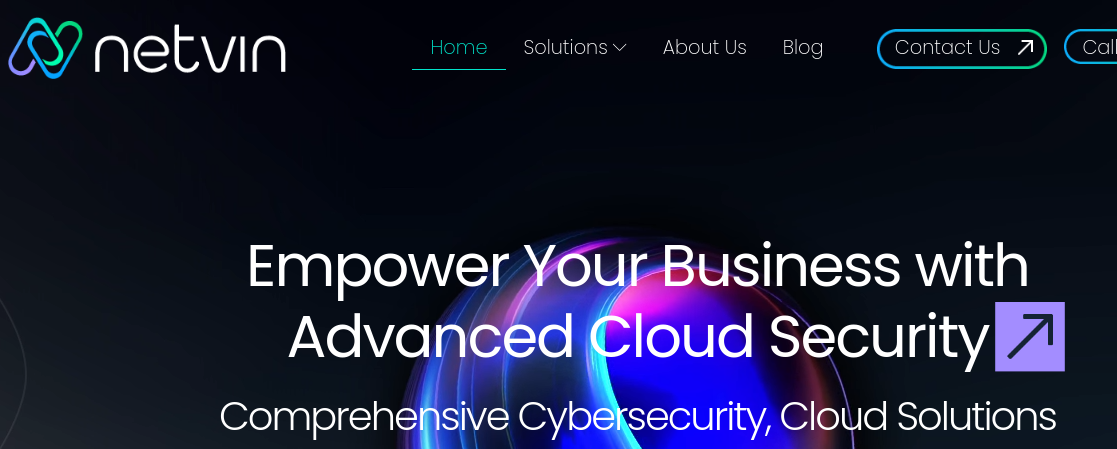 netvin
Home Solutions About Us Blog Contact Us Call
Empower Your Business with
Advanced Cloud Security
Comprehensive Cybersecurity, Cloud Solutions